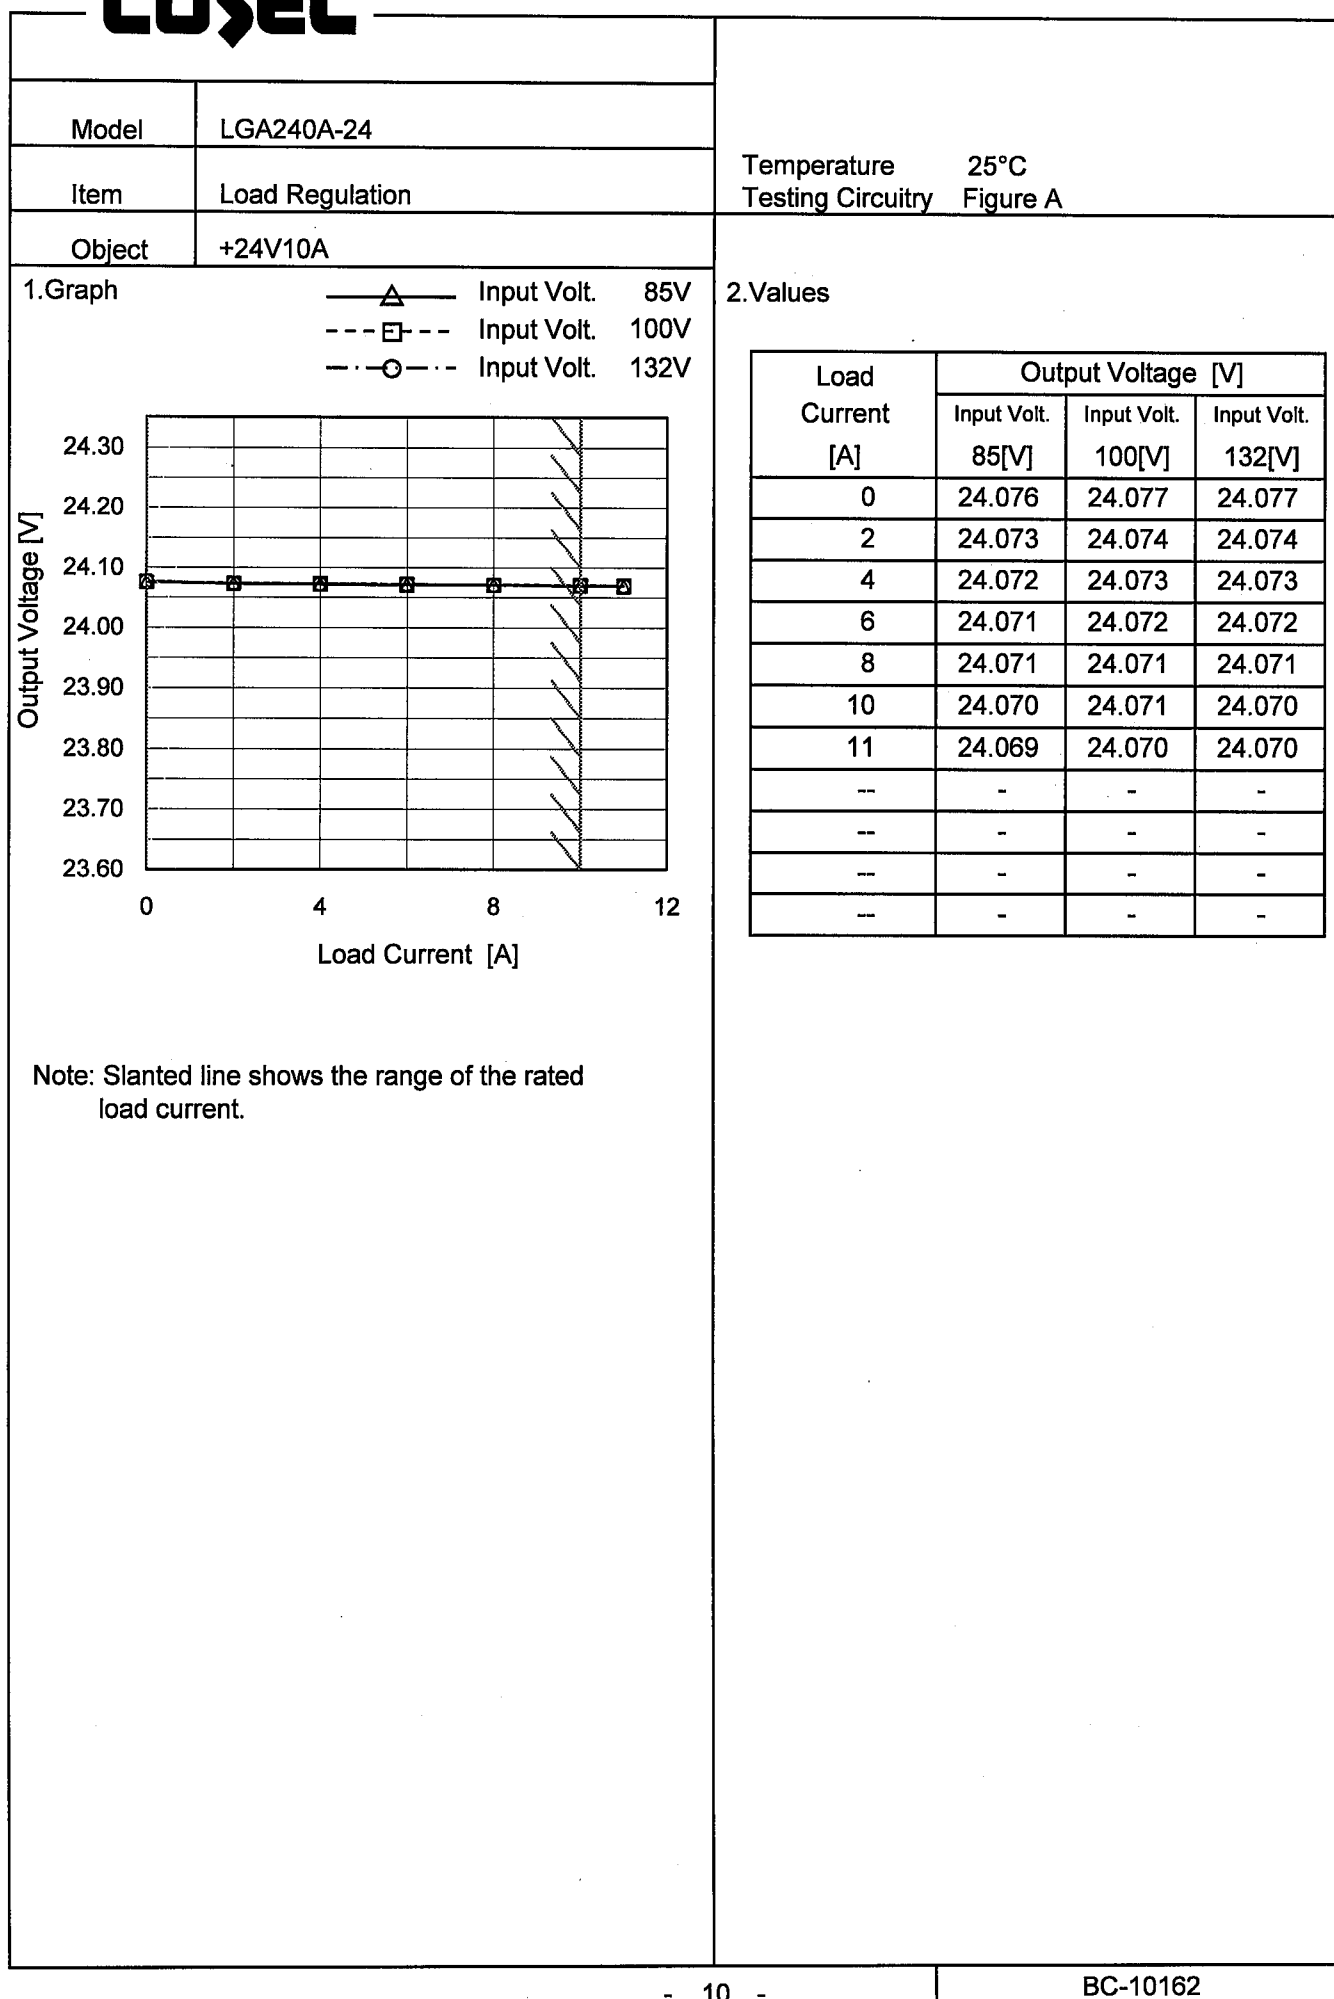 COSEL
Model LGA240A-24
Item Load Regulation
Object +24V10A
Temperature 25°C
Testing Circuitry Figure A
1.Graph
Input Volt. 85V
Input Volt. 100V
Input Volt. 132V
Output Voltage [V]
24.30
24.20
24.10
24.00
23.90
23.80
23.70
23.60
0 4 8 12
Load Current [A]
Note: Slanted line shows the range of the rated
load current.
2.Values
Load Output Voltage [V]
Current Input Volt. Input Volt. Input Volt.
[A] 85[V] 100[V] 132[V]
0 24.076 24.077 24.077
2 24.073 24.074 24.074
4 24.072 24.073 24.073
6 24.071 24.072 24.072
8 24.071 24.071 24.071
10 24.070 24.071 24.070
11 24.069 24.070 24.070
-- - - -
-- - - -
-- - - -
-- - - -
- 10 -
BC-10162